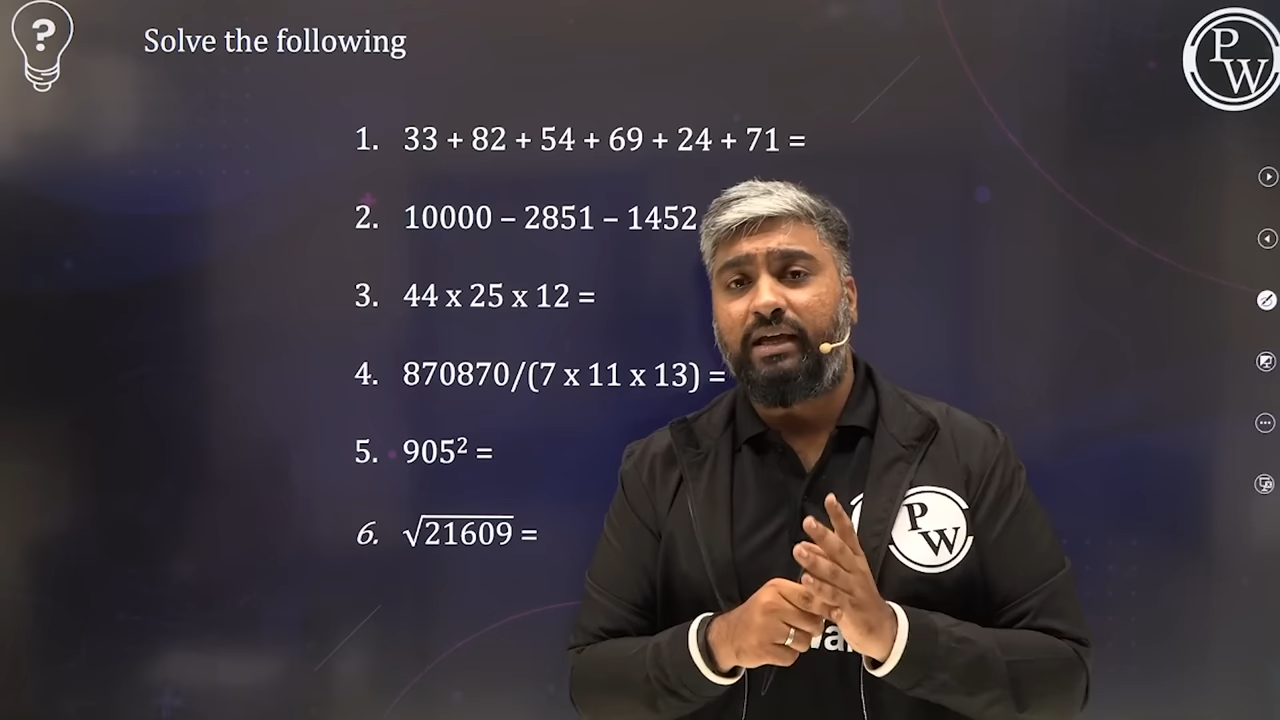 ?
Solve the following
PW
1. 33 + 82 + 54 + 69 + 24 + 71 =
2. 10000 – 2851 – 1452
3. 44 x 25 x 12 =
4. 870870/(7 x 11 x 13) =
5. 905² =
6. √21609 =
PW